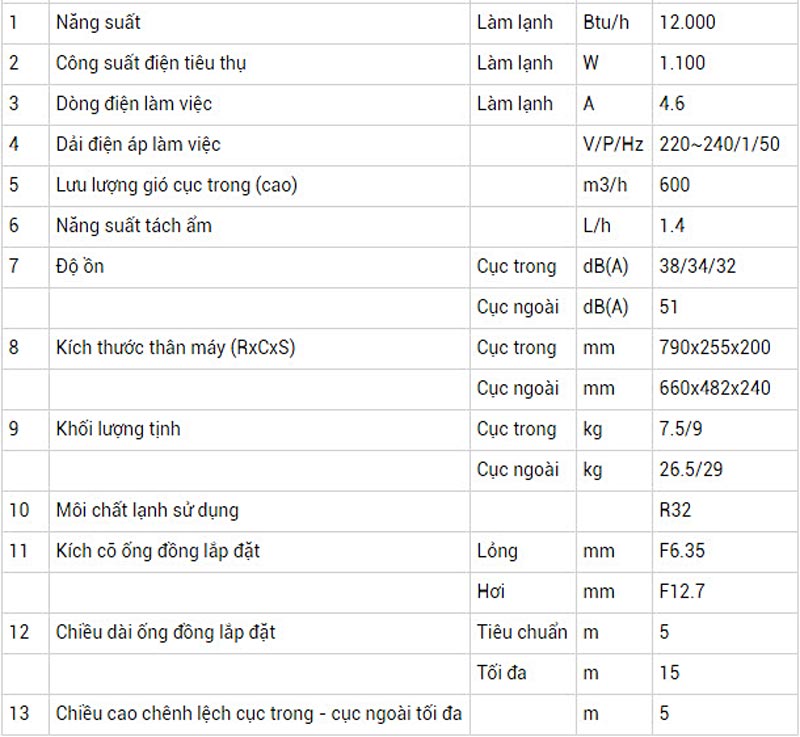 1 Năng suất Làm lạnh Btu/h 12.000
2 Công suất điện tiêu thụ Làm lạnh W 1.100
3 Dòng điện làm việc Làm lạnh A 4.6
4 Dải điện áp làm việc V/P/Hz 220~240/1/50
5 Lưu lượng gió cục trong (cao) m3/h 600
6 Năng suất tách ẩm L/h 1.4
7 Độ ồn Cục trong dB(A) 38/34/32
Cục ngoài dB(A) 51
8 Kích thước thân máy (RxCxS) Cục trong mm 790x255x200
Cục ngoài mm 660x482x240
9 Khối lượng tịnh Cục trong kg 7.5/9
Cục ngoài kg 26.5/29
10 Môi chất lạnh sử dụng R32
11 Kích cỡ ống đồng lắp đặt Lỏng mm F6.35
Hơi mm F12.7
12 Chiều dài ống đồng lắp đặt Tiêu chuẩn m 5
Tối đa m 15
13 Chiều cao chênh lệch cục trong - cục ngoài tối đa m 5